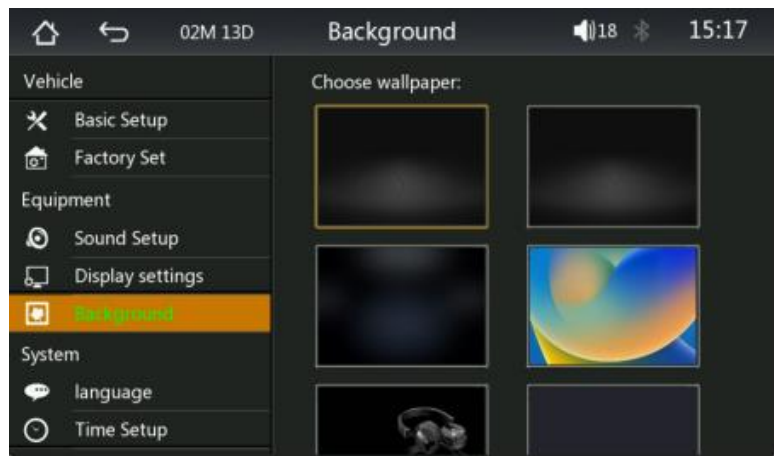 02M 13D Background 18 15:17
Vehicle
Choose wallpaper:
Basic Setup
Factory Set
Equipment
Sound Setup
Display settings
Background
System
language
Time Setup